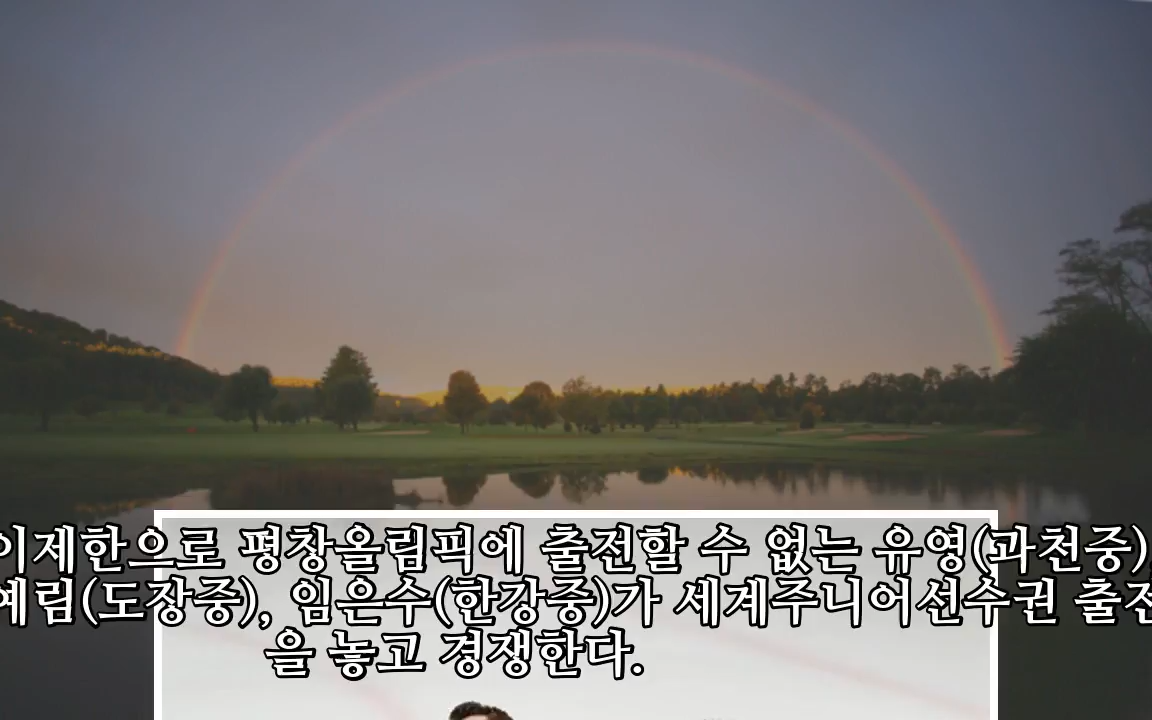 이제한으로 평창올림픽에 출전할 수 없는 유영(과천중),
예림(도장중), 임은수(한강중)가 세계주니어선수권 출전
을 놓고 경쟁한다.